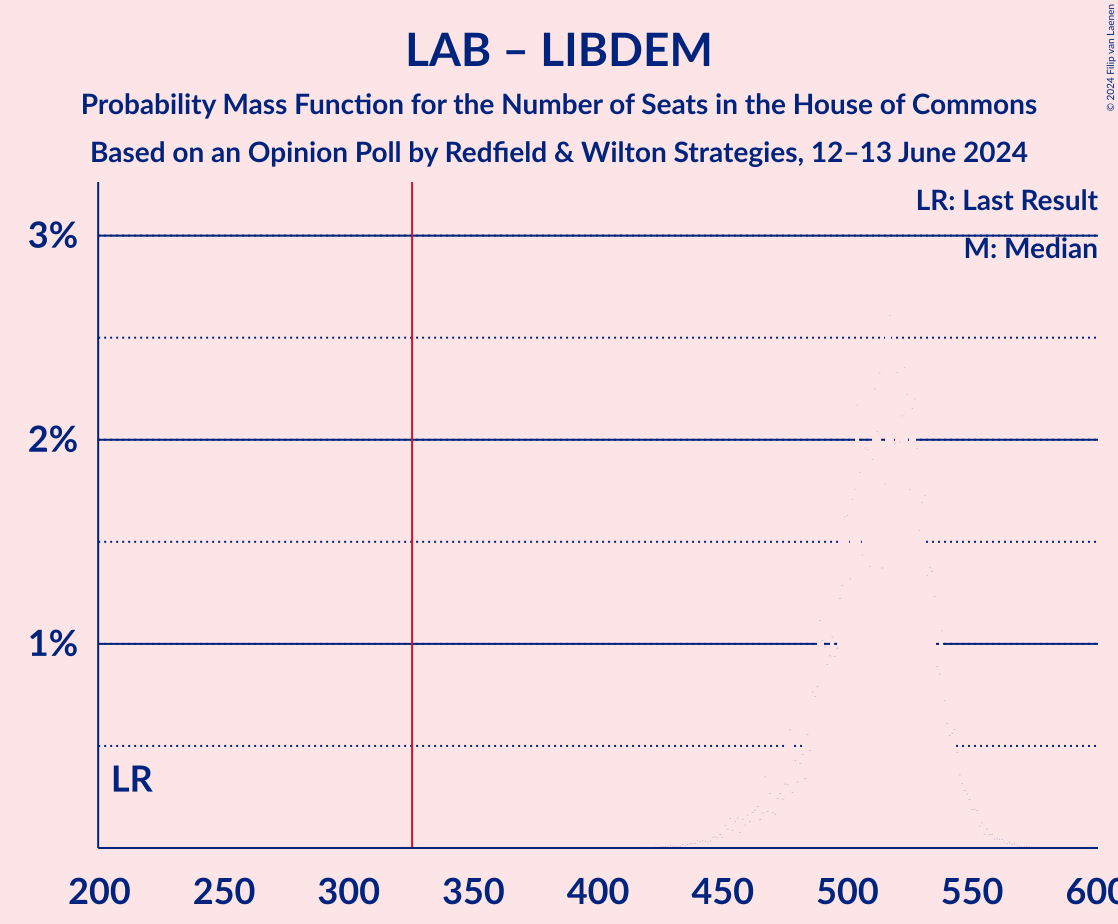 LAB – LIBDEM
Probability Mass Function for the Number of Seats in the House of Commons
Based on an Opinion Poll by Redfield & Wilton Strategies, 12–13 June 2024
© 2024 Filip van Laenen
LR: Last Result
M: Median
3%
2%
1%
LR
200 250 300 350 400 450 500 550 600